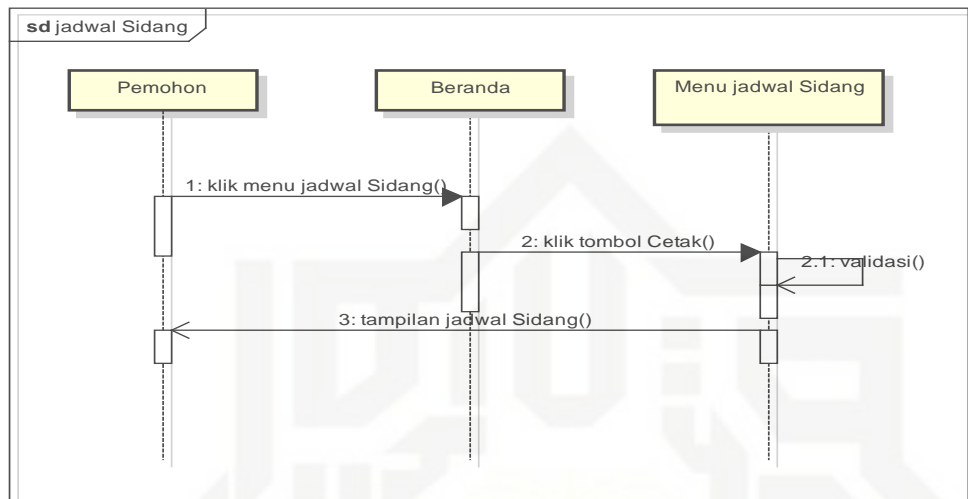 sd jadwal Sidang
Pemohon
Beranda
Menu jadwal Sidang
1: klik menu jadwal Sidang()
2: klik tombol Cetak()
2.1: validasi()
3: tampilan jadwal Sidang()